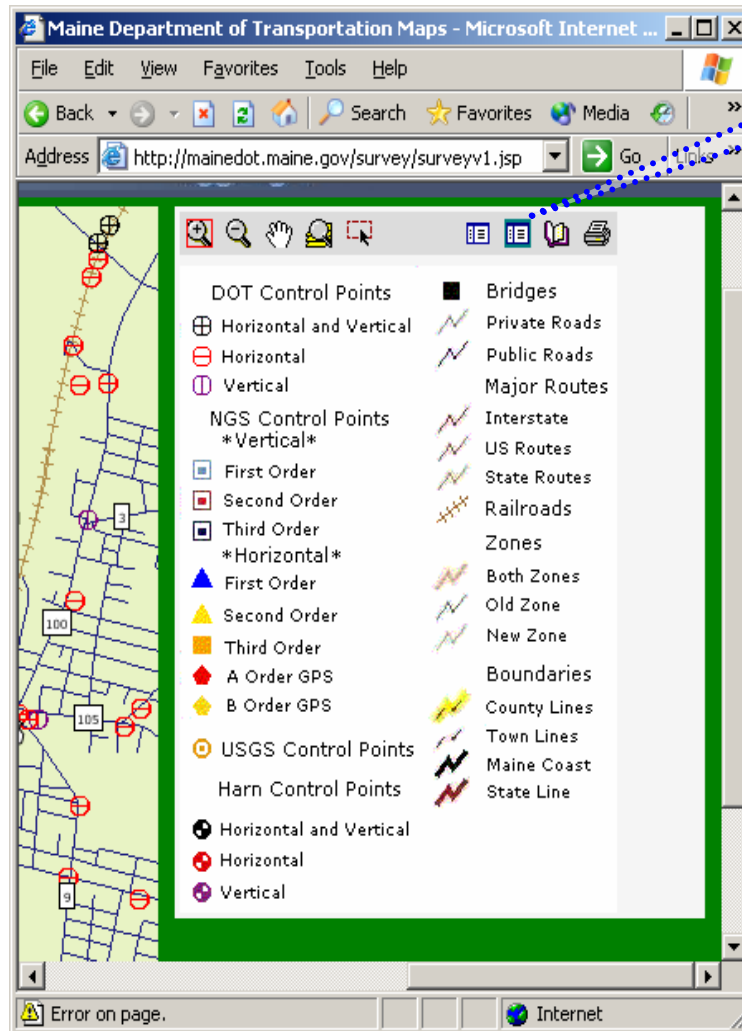 Maine Department of Transportation Maps - Microsoft Internet ...
File Edit View Favorites Tools Help
Back Search Favorites Media »
Address http://mainedot.maine.gov/survey/surveyv1.jsp Go Links »
DOT Control Points
Horizontal and Vertical
Horizontal
Vertical
NGS Control Points
*Vertical*
First Order
Second Order
Third Order
*Horizontal*
First Order
Second Order
Third Order
A Order GPS
B Order GPS
USGS Control Points
Harn Control Points
Horizontal and Vertical
Horizontal
Vertical
Bridges
Private Roads
Public Roads
Major Routes
Interstate
US Routes
State Routes
Railroads
Zones
Both Zones
Old Zone
New Zone
Boundaries
County Lines
Town Lines
Maine Coast
State Line
3
100
105
9
Error on page.
Internet